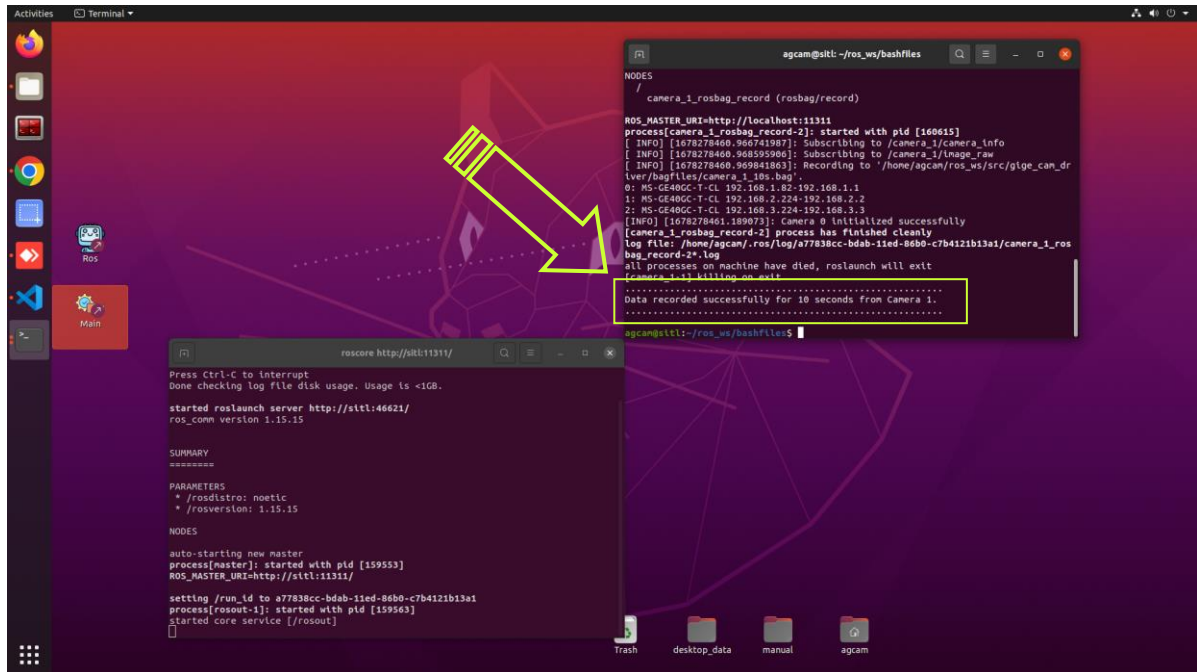 Activities
Terminal
agcam@sitl: ~/ros_ws/bashfiles
NODES
/
camera_1_rosbag_record (rosbag/record)
ROS_MASTER_URI=http://localhost:11311
process[camera_1_rosbag_record-2]: started with pid [160615]
[ INFO] [1678278460.966741987]: Subscribing to /camera_1/camera_info
[ INFO] [1678278460.968595906]: Subscribing to /camera_1/image_raw
[ INFO] [1678278460.969841863]: Recording to '/home/agcam/ros_ws/src/gige_cam_dr
iver/bagfiles/camera_1_10s.bag'.
0: MS-GE40GC-T-CL 192.168.1.82-192.168.1.1
1: MS-GE40GC-T-CL 192.168.2.224-192.168.2.2
2: MS-GE40GC-T-CL 192.168.3.224-192.168.3.3
[INFO] [1678278461.189073]: Camera 0 initialized successfully
[camera_1_rosbag_record-2] process has finished cleanly
log file: /home/agcam/.ros/log/a77838cc-bdab-11ed-86b0-c7b4121b13a1/camera_1_ros
bag_record-2*.log
all processes on machine have died, roslaunch will exit
[camera_1-1] killing on exit
........................................................
Data recorded successfully for 10 seconds from Camera 1.
........................................................
agcam@sitl:~/ros_ws/bashfiles$
Ros
Main
roscore http://sitl:11311/
Press Ctrl-C to interrupt
Done checking log file disk usage. Usage is <1GB.
started roslaunch server http://sitl:46621/
ros_comm version 1.15.15
SUMMARY
========
PARAMETERS
* /rosdistro: noetic
* /rosversion: 1.15.15
NODES
auto-starting new master
process[master]: started with pid [159553]
ROS_MASTER_URI=http://sitl:11311/
setting /run_id to a77838cc-bdab-11ed-86b0-c7b4121b13a1
process[rosout-1]: started with pid [159563]
started core service [/rosout]
Trash
desktop_data
manual
agcam